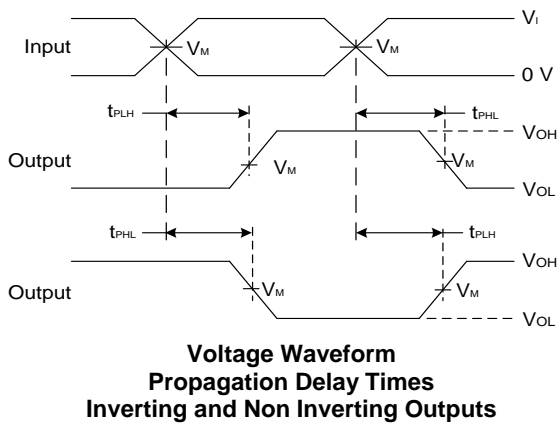 VI
Input
VM
VM
0 V
tPLH
tPHL
VOH
Output
VM
VM
VOL
tPHL
tPLH
VOH
Output
VM
VM
VOL
Voltage Waveform
Propagation Delay Times
Inverting and Non Inverting Outputs